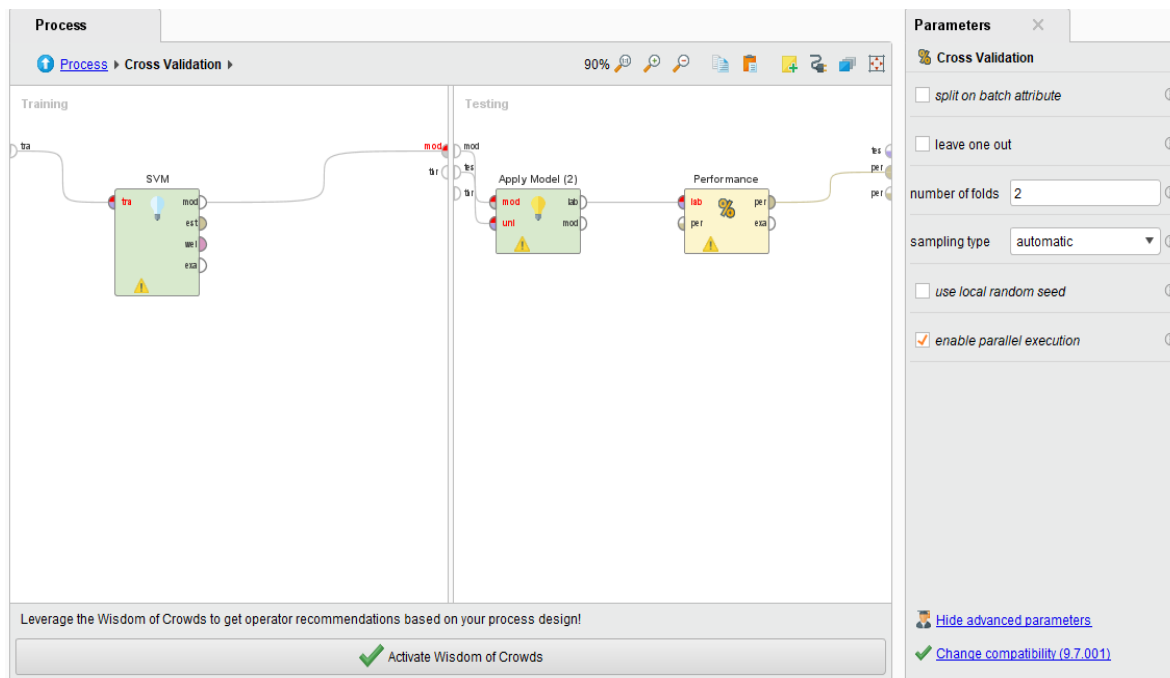 Process
Process ▸ Cross Validation ▸
90%
Training
Testing
tra
mod
thr
mod
tes
thr
tes
per
per
SVM
tra
mod
est
wei
exa
Apply Model (2)
mod
unl
lab
mod
Performance
lab
per
per
exa
Leverage the Wisdom of Crowds to get operator recommendations based on your process design!
Activate Wisdom of Crowds
Parameters
Cross Validation
split on batch attribute
leave one out
number of folds 2
sampling type automatic
use local random seed
enable parallel execution
Hide advanced parameters
Change compatibility (9.7.001)